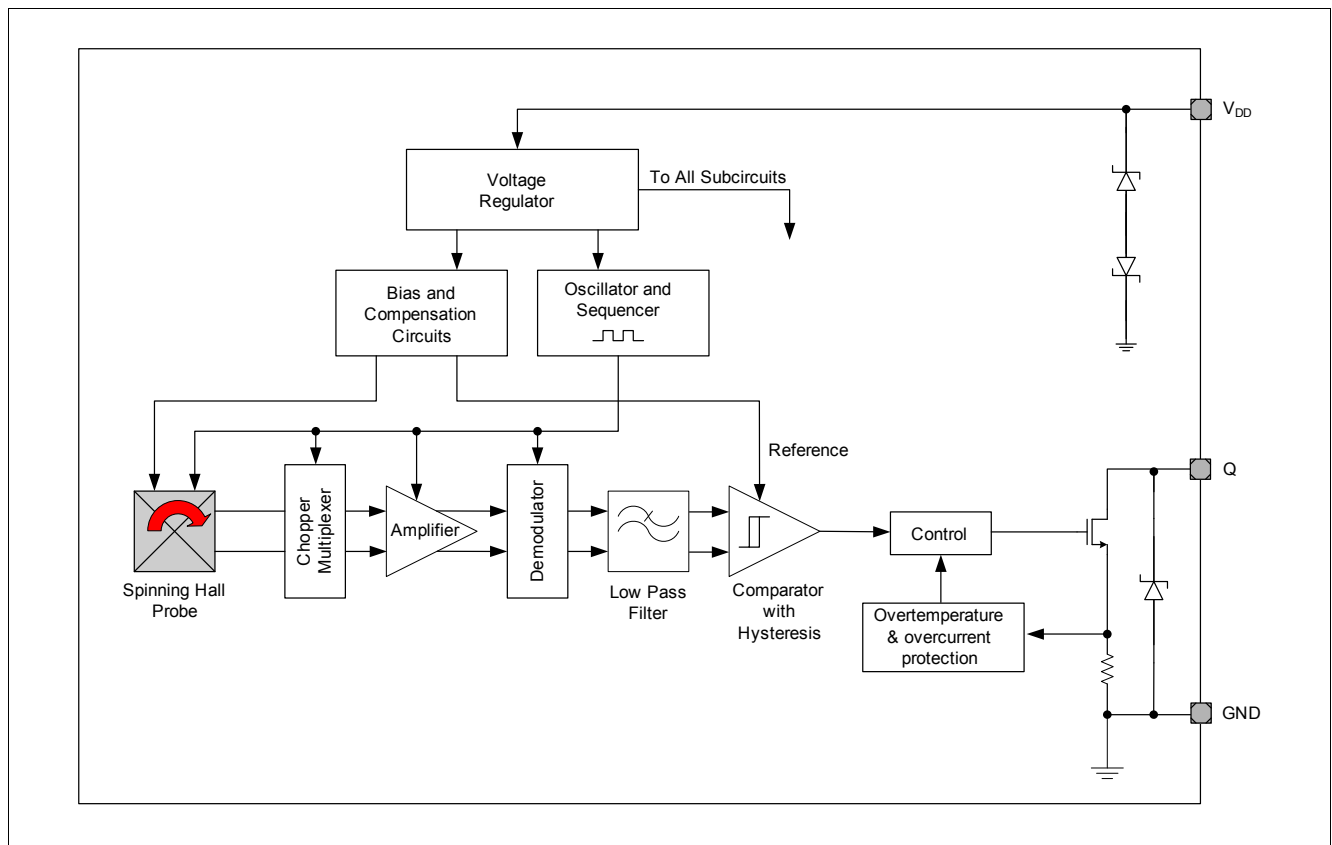 V_DD
Voltage
Regulator
To All Subcircuits
Bias and
Compensation
Circuits
Oscillator and
Sequencer
Reference
Q
Chopper
Multiplexer
Amplifier
Demodulator
Control
Spinning Hall
Probe
Low Pass
Filter
Comparator
with
Hysteresis
Overtemperature
& overcurrent
protection
GND